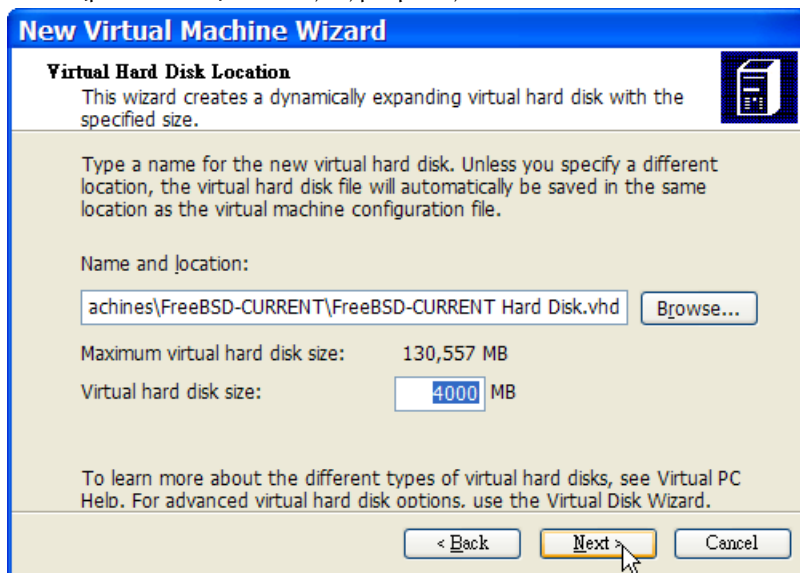 New Virtual Machine Wizard
Virtual Hard Disk Location
This wizard creates a dynamically expanding virtual hard disk with the
specified size.
Type a name for the new virtual hard disk. Unless you specify a different
location, the virtual hard disk file will automatically be saved in the same
location as the virtual machine configuration file.
Name and location:
achines\FreeBSD-CURRENT\FreeBSD-CURRENT Hard Disk.vhd Browse...
Maximum virtual hard disk size: 130,557 MB
Virtual hard disk size: 4000 MB
To learn more about the different types of virtual hard disks, see Virtual PC
Help. For advanced virtual hard disk options, use the Virtual Disk Wizard.
< Back Next > Cancel